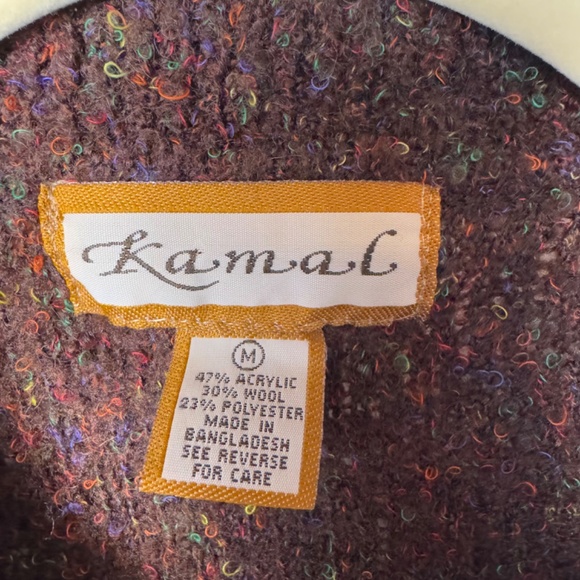 Kamal
M
47% ACRYLIC
30% WOOL
23% POLYESTER
MADE IN
BANGLADESH
SEE REVERSE
FOR CARE